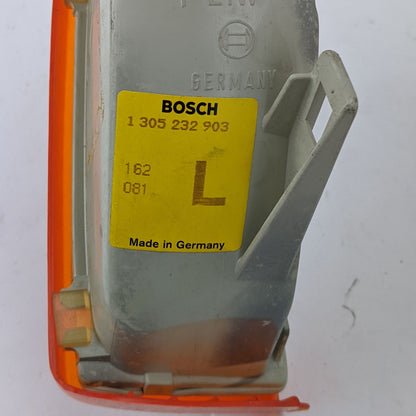 GERMANY
BOSCH
1 305 232 903
162
081
L
Made in Germany